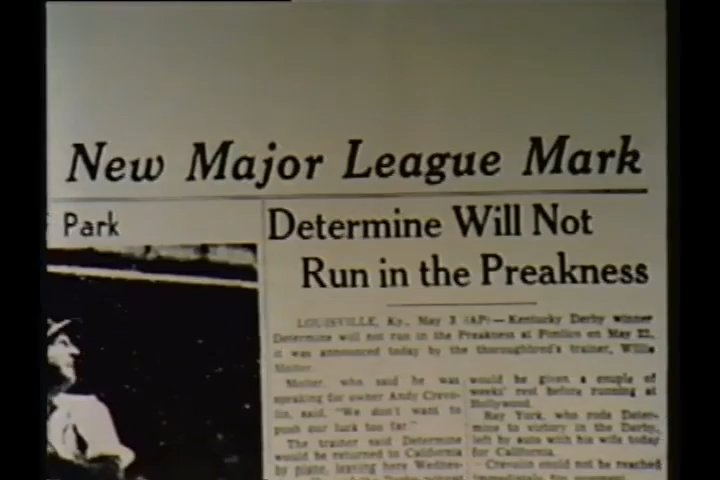 New Major League Mark
Park
Determine Will Not
Run in the Preakness
LOUISVILLE, Ky., May 3 (AP)—Kentucky Derby winner
Determine will not run in the Preakness at Pimlico on May 22,
it was announced today by the thoroughbred's trainer, Willie
Molter.
Molter, who said he was
speaking for owner Andy Crevo-
lin, said, "We don't want to
push our luck too far."
The trainer said Determine
would be returned to California
by plane, leaving here Wednes-
would be given a couple of
weeks' rest before running at
Hollywood.
Ray York, who rode Deter-
mine to victory in the Derby,
left by auto with his wife today
for California.
Crevolin could not be reached
immediately for comment